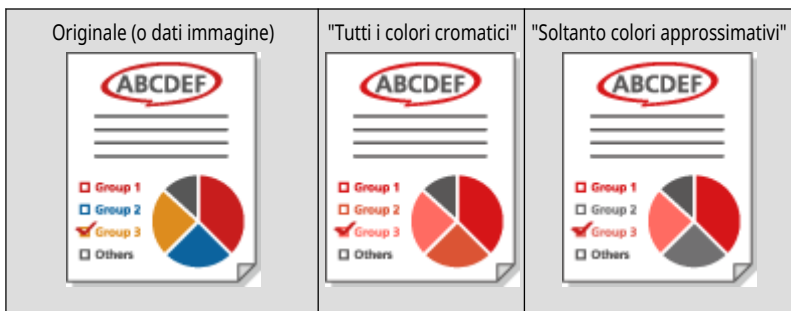 Originale (o dati immagine)
ABCDEF
Group 1
Group 2
Group 3
Others
"Tutti i colori cromatici"
ABCDEF
Group 1
Group 2
Group 3
Others
"Soltanto colori approssimativi"
ABCDEF
Group 1
Group 2
Group 3
Others